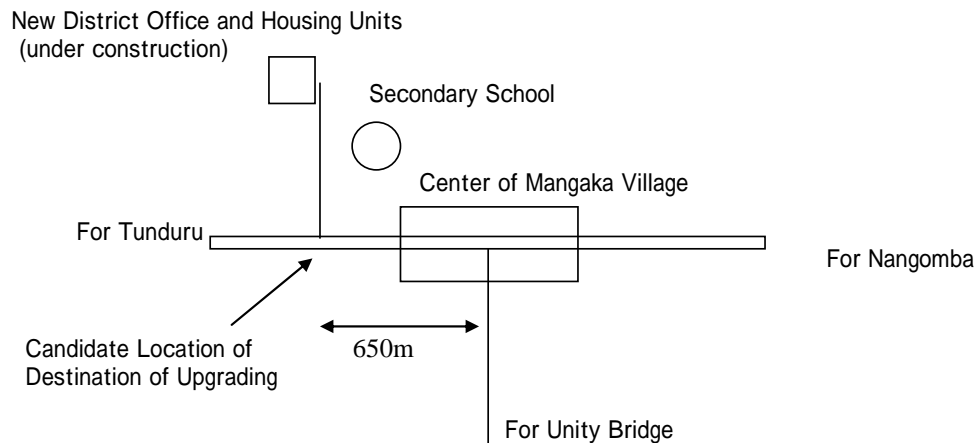 New District Office and Housing Units
(under construction)
Secondary School
Center of Mangaka Village
For Tunduru
For Nangomba
650m
Candidate Location of
Destination of Upgrading
For Unity Bridge